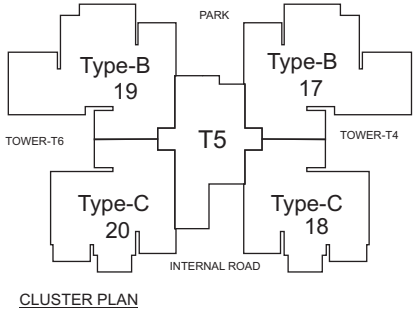 PARK
Type-B
19
Type-B
17
TOWER-T6
T5
TOWER-T4
Type-C
20
Type-C
18
INTERNAL ROAD
CLUSTER PLAN